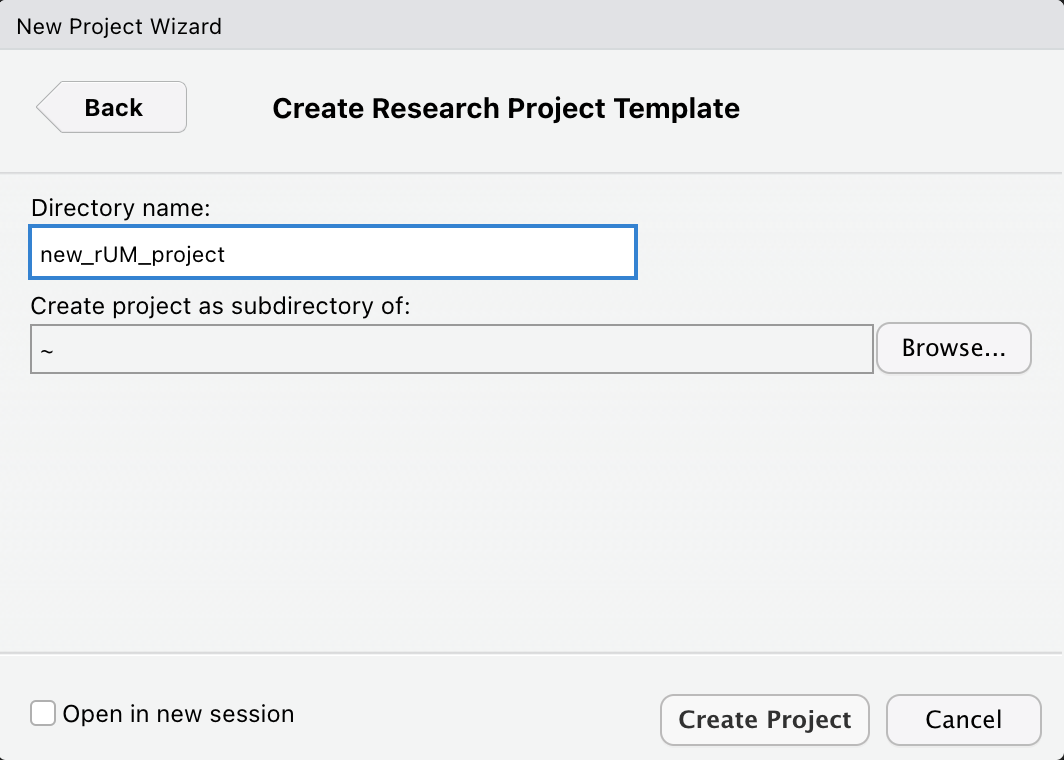 New Project Wizard
Back
Create Research Project Template
Directory name:
new_rUM_project
Create project as subdirectory of:
~
Browse...
Open in new session
Create Project
Cancel